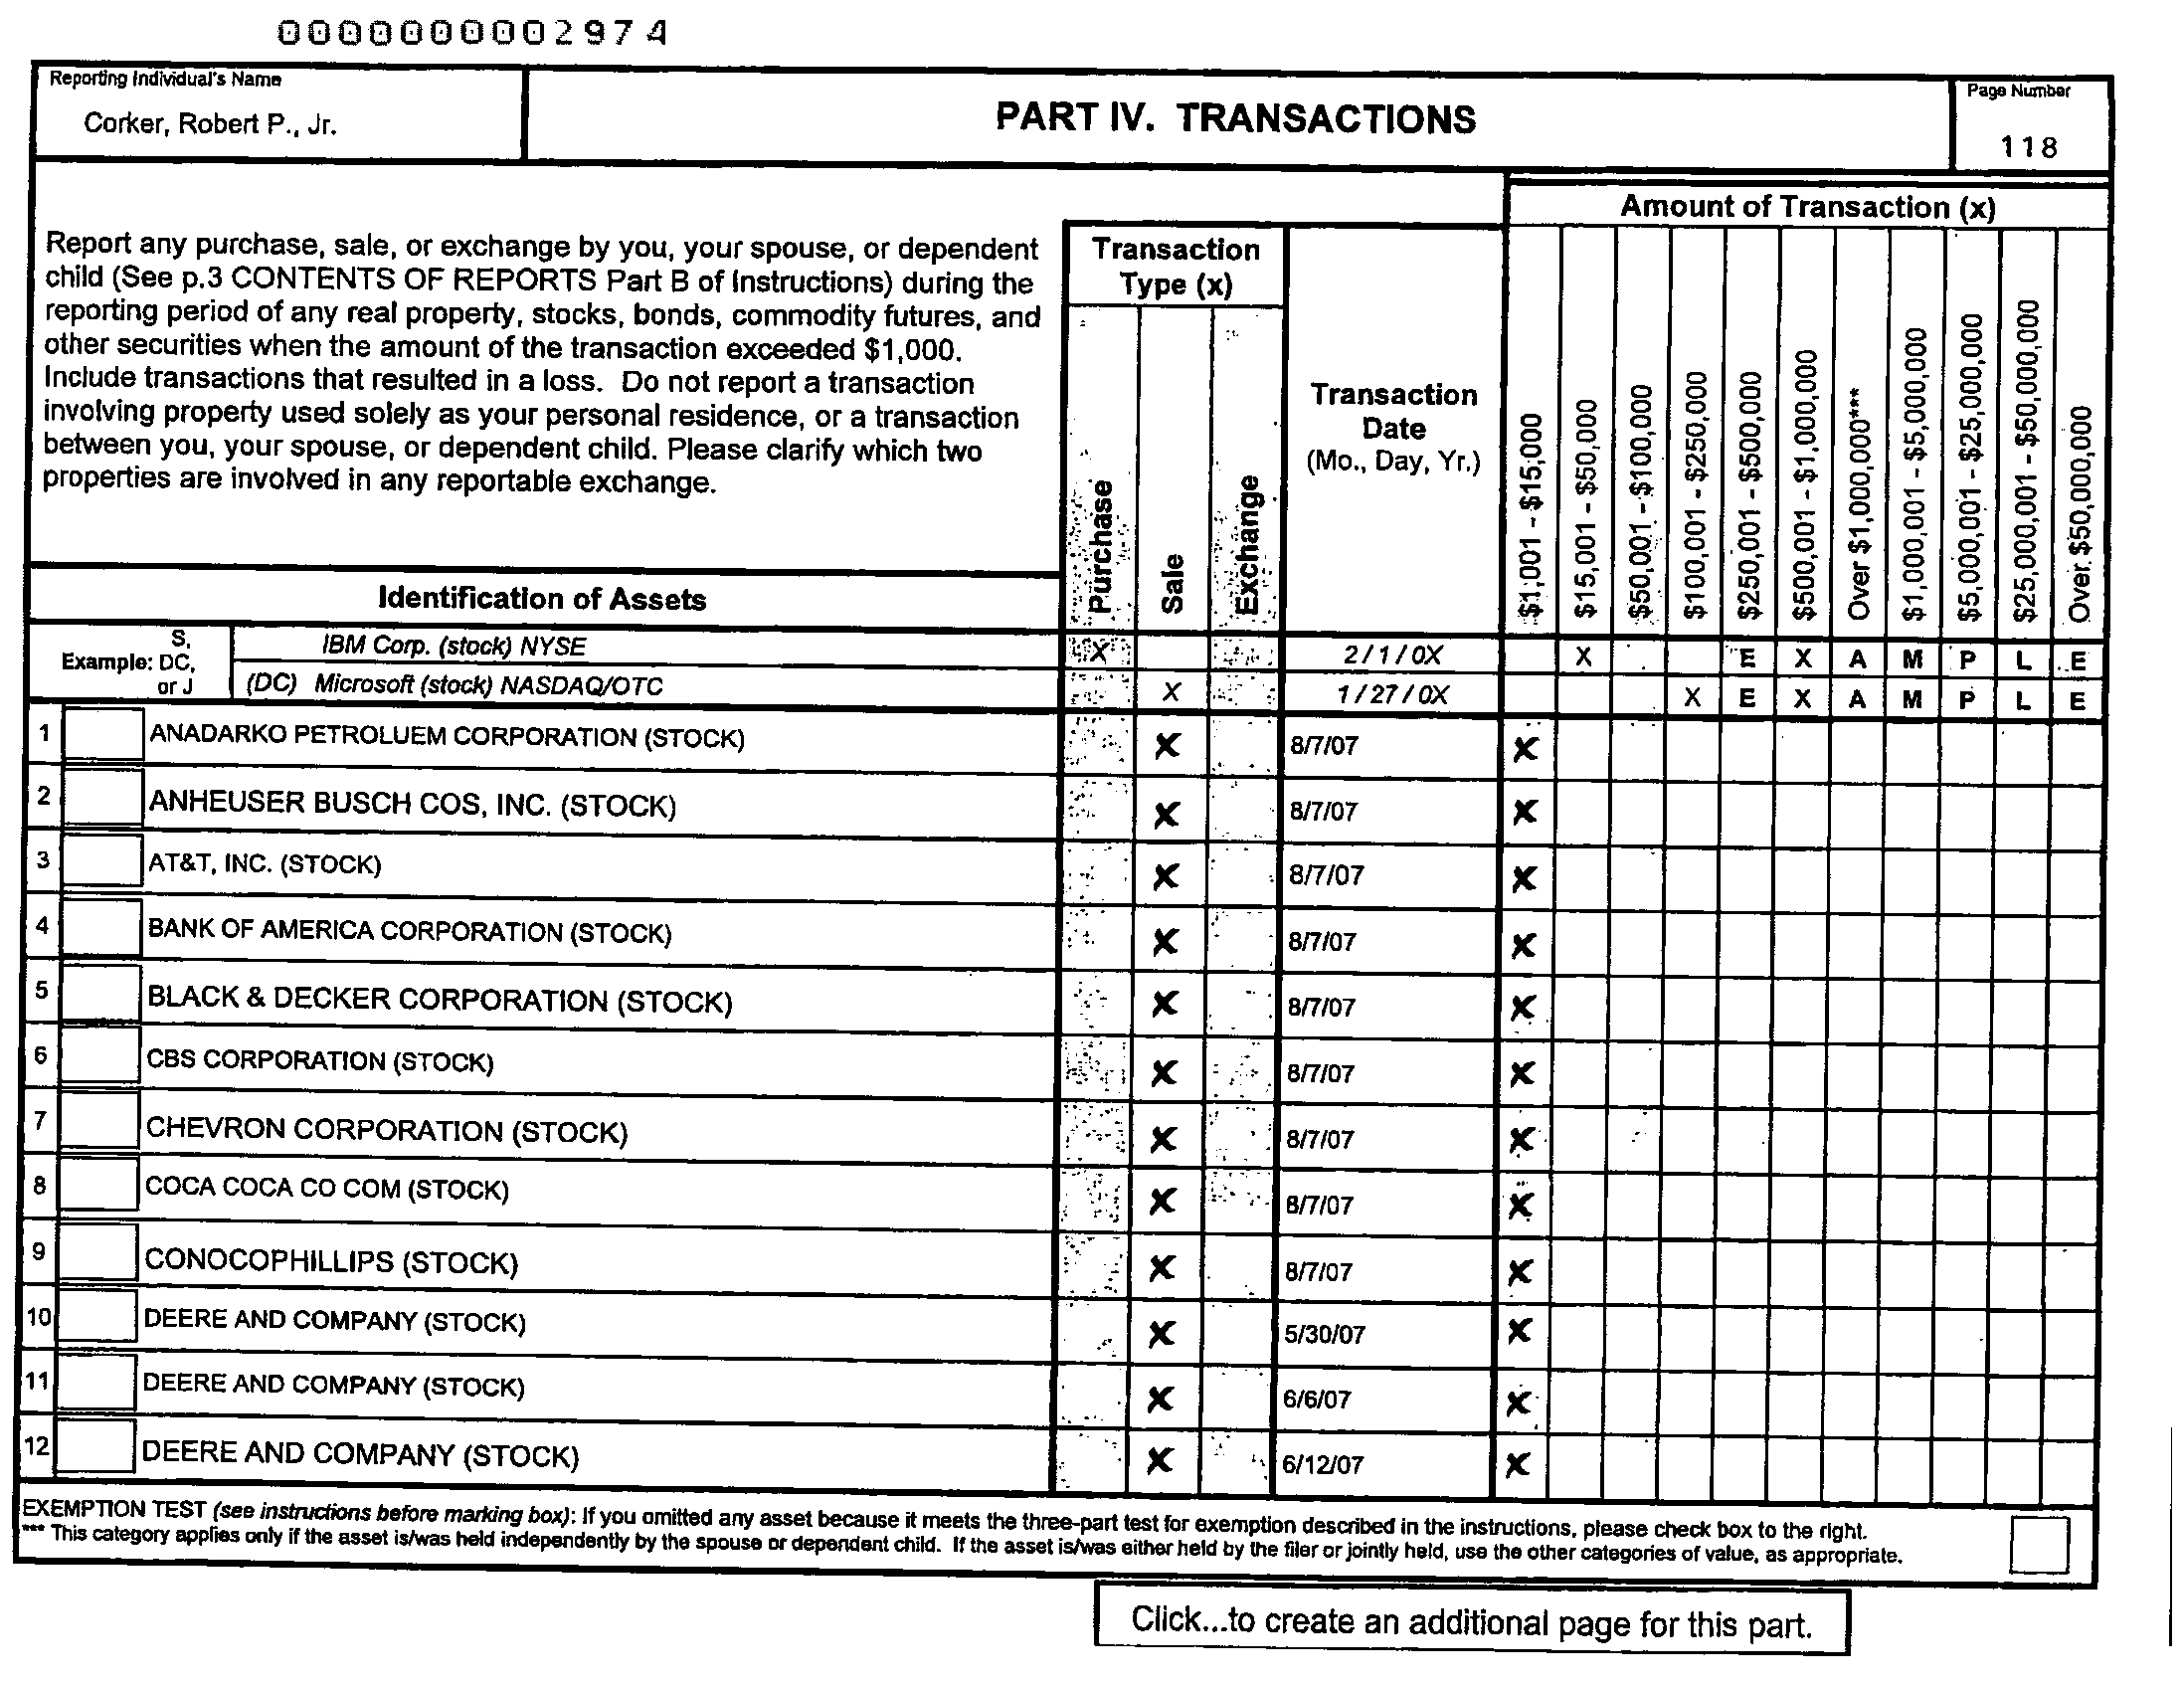 0000000002974
Reporting Individual's Name
Corker, Robert P., Jr.
PART IV. TRANSACTIONS
Page Number
118
Report any purchase, sale, or exchange by you, your spouse, or dependent
child (See p.3 CONTENTS OF REPORTS Part B of Instructions) during the
reporting period of any real property, stocks, bonds, commodity futures, and
other securities when the amount of the transaction exceeded $1,000.
Include transactions that resulted in a loss. Do not report a transaction
involving property used solely as your personal residence, or a transaction
between you, your spouse, or dependent child. Please clarify which two
properties are involved in any reportable exchange.
Transaction
Type (x)
Purchase
Sale
Exchange
Transaction
Date
(Mo., Day, Yr.)
Amount of Transaction (x)
$1,001 - $15,000
$15,001 - $50,000
$50,001 - $100,000
$100,001 - $250,000
$250,001 - $500,000
$500,001 - $1,000,000
Over $1,000,000***
$1,000,001 - $5,000,000
$5,000,001 - $25,000,000
$25,000,001 - $50,000,000
Over $50,000,000
Identification of Assets
Example: S, DC, or J
IBM Corp. (stock) NYSE X 2/1/0X X E X A M P L E
(DC) Microsoft (stock) NASDAQ/OTC X 1/27/0X X E X A M P L E
1 ANADARKO PETROLUEM CORPORATION (STOCK) X 8/7/07 X
2 ANHEUSER BUSCH COS, INC. (STOCK) X 8/7/07 X
3 AT&T, INC. (STOCK) X 8/7/07 X
4 BANK OF AMERICA CORPORATION (STOCK) X 8/7/07 X
5 BLACK & DECKER CORPORATION (STOCK) X 8/7/07 X
6 CBS CORPORATION (STOCK) X 8/7/07 X
7 CHEVRON CORPORATION (STOCK) X 8/7/07 X
8 COCA COCA CO COM (STOCK) X 8/7/07 X
9 CONOCOPHILLIPS (STOCK) X 8/7/07 X
10 DEERE AND COMPANY (STOCK) X 5/30/07 X
11 DEERE AND COMPANY (STOCK) X 6/6/07 X
12 DEERE AND COMPANY (STOCK) X 6/12/07 X
EXEMPTION TEST (see instructions before marking box): If you omitted any asset because it meets the three-part test for exemption described in the instructions, please check box to the right.
*** This category applies only if the asset is/was held independently by the spouse or dependent child. If the asset is/was either held by the filer or jointly held, use the other categories of value, as appropriate.
Click...to create an additional page for this part.